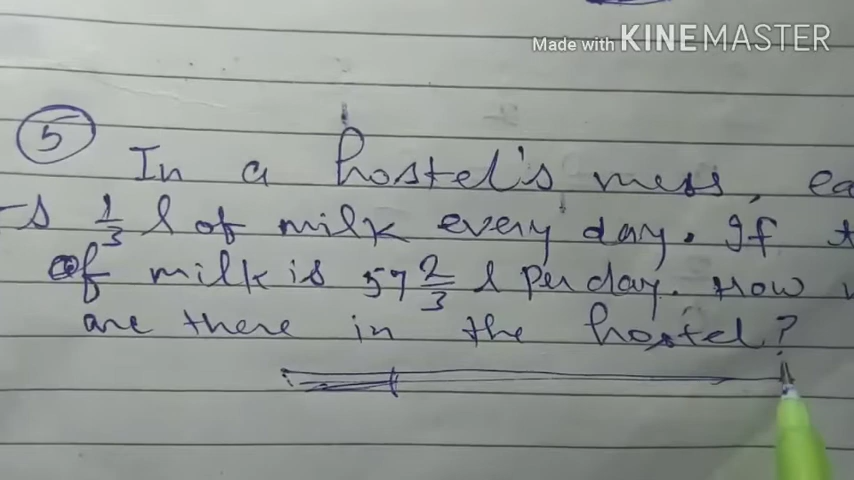 Made with KINEMASTER
5
In a hostel's mess, ea
-s 1/3 l of milk every day. If t
Of milk is 57 2/3 l per day. How
are there in the hostel?